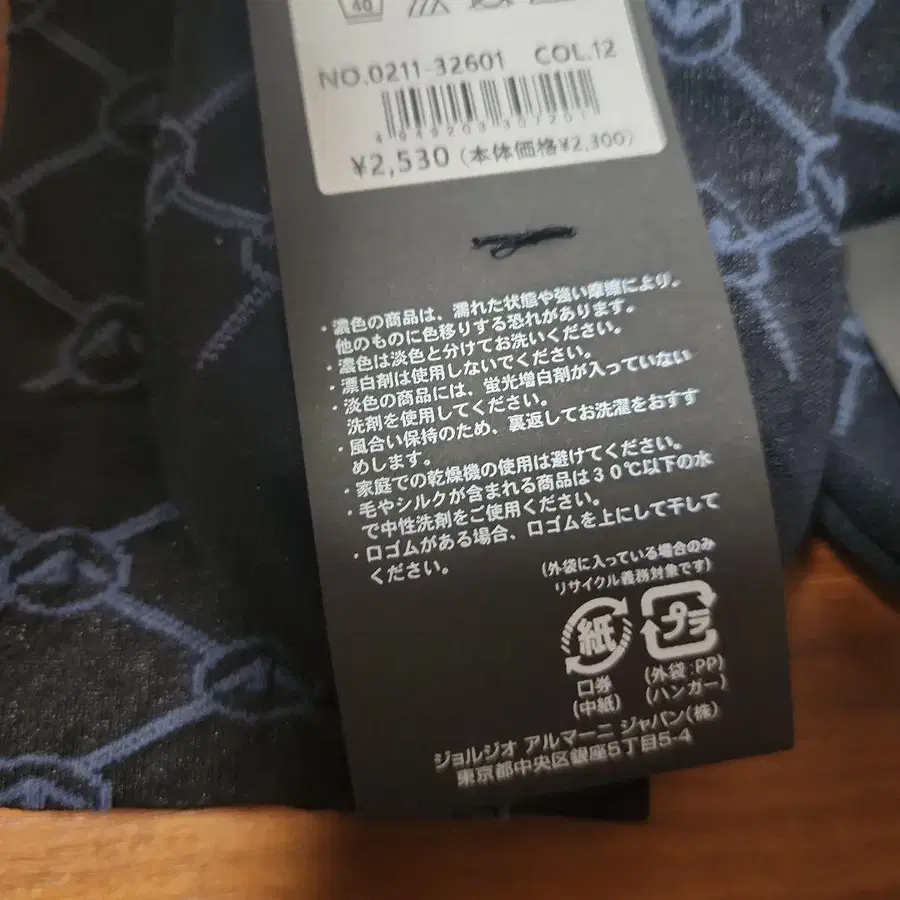 40
NO.0211-32601 COL.12
¥2,530(本体価格¥2,300)
・濃色の商品は、濡れた状態や強い摩擦により、
他のものに色移りする恐れがあります。
・濃色は淡色と分けてお洗いください。
・漂白剤は使用しないでください。
・淡色の商品には、蛍光増白剤が入っていない
洗剤を使用してください。
・風合い保持のため、裏返してお洗濯をおすす
めします。
・家庭での乾燥機の使用は避けてください。
・毛やシルクが含まれる商品は30℃以下の水
で中性洗剤をご使用ください。
・口ゴムがある場合、口ゴムを上にして干して
ください。
(外袋に入っている場合のみ
リサイクル義務対象です)
紙 プラ
口券 (外袋:PP)
(中紙) (ハンガー)
ジョルジオ アルマーニ ジャパン(株)
東京都中央区銀座5丁目5-4